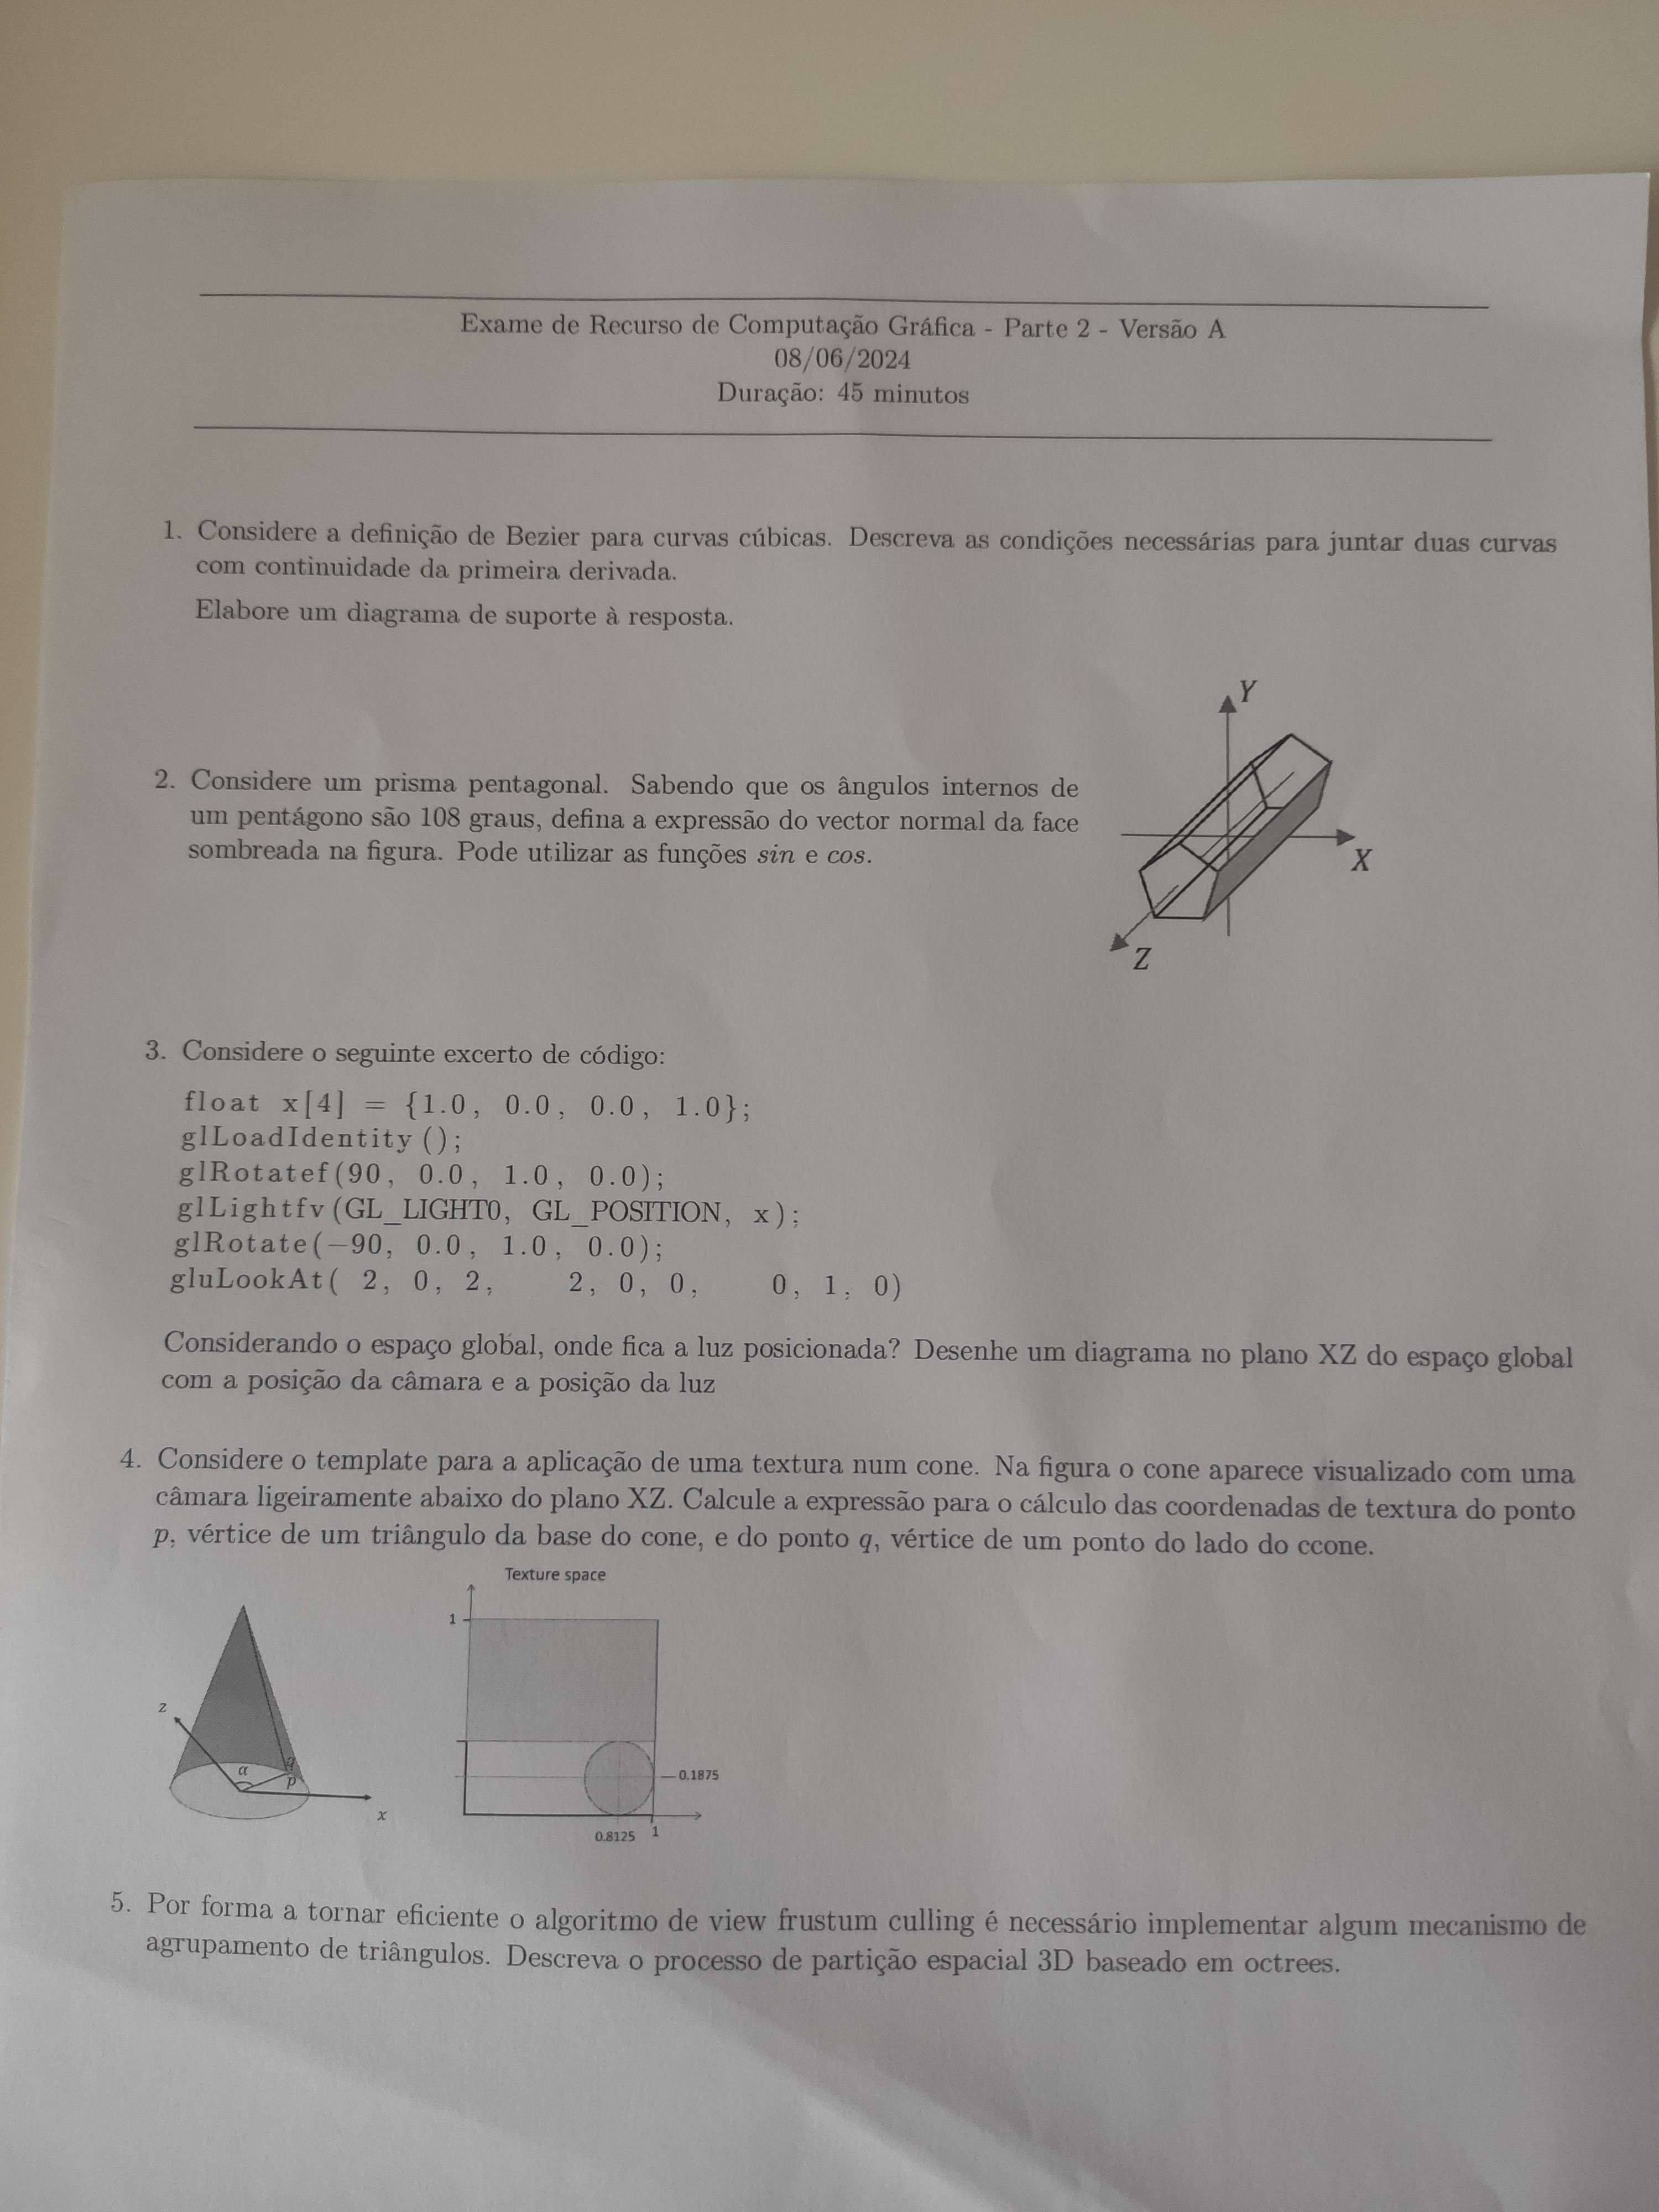 Exame de Recurso de Computação Gráfica - Parte 2 - Versão A
08/06/2024
Duração: 45 minutos
1. Considere a definição de Bezier para curvas cúbicas. Descreva as condições necessárias para juntar duas curvas
com continuidade da primeira derivada.
Elabore um diagrama de suporte à resposta.
2. Considere um prisma pentagonal. Sabendo que os ângulos internos de
um pentágono são 108 graus, defina a expressão do vector normal da face
sombreada na figura. Pode utilizar as funções sin e cos.
Y
X
Z
3. Considere o seguinte excerto de código:
float x[4] = {1.0, 0.0, 0.0, 1.0};
glLoadIdentity();
glRotatef(90, 0.0, 1.0, 0.0);
glLightfv(GL_LIGHT0, GL_POSITION, x);
glRotate(−90, 0.0, 1.0, 0.0);
gluLookAt( 2, 0, 2, 2, 0, 0, 0, 1, 0)
Considerando o espaço global, onde fica a luz posicionada? Desenhe um diagrama no plano XZ do espaço global
com a posição da câmara e a posição da luz
4. Considere o template para a aplicação de uma textura num cone. Na figura o cone aparece visualizado com uma
câmara ligeiramente abaixo do plano XZ. Calcule a expressão para o cálculo das coordenadas de textura do ponto
p, vértice de um triângulo da base do cone, e do ponto q, vértice de um ponto do lado do ccone.
Texture space
1
z
α
q
p
x
0.1875
0.8125
1
5. Por forma a tornar eficiente o algoritmo de view frustum culling é necessário implementar algum mecanismo de
agrupamento de triângulos. Descreva o processo de partição espacial 3D baseado em octrees.